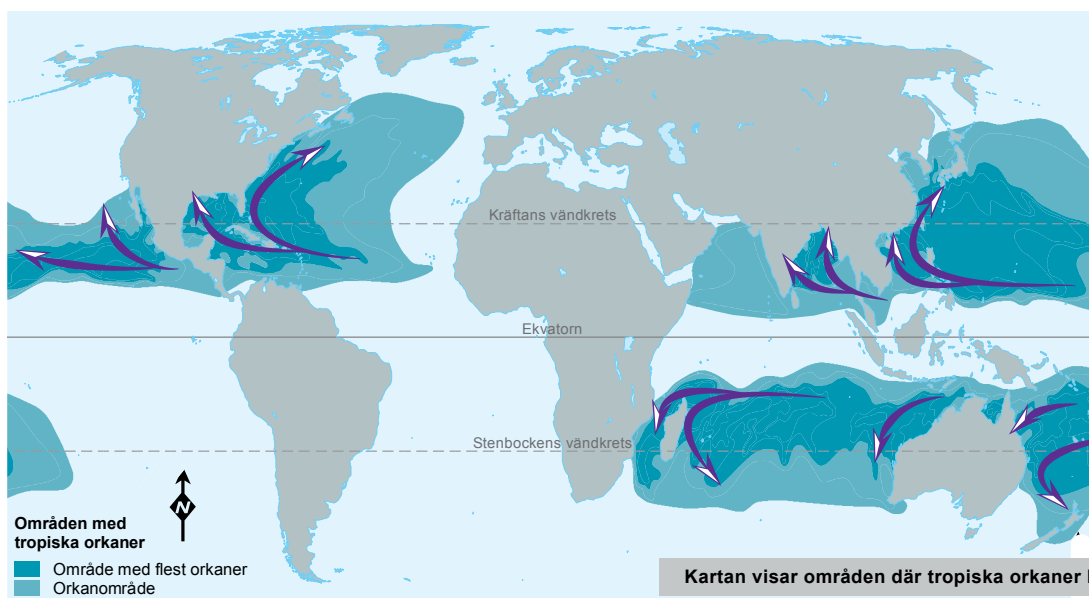 Kräftans vändkrets
Ekvatorn
Stenbockens vändkrets
N
Områden med
tropiska orkaner
Område med flest orkaner
Orkanområde
Kartan visar områden där tropiska orkaner